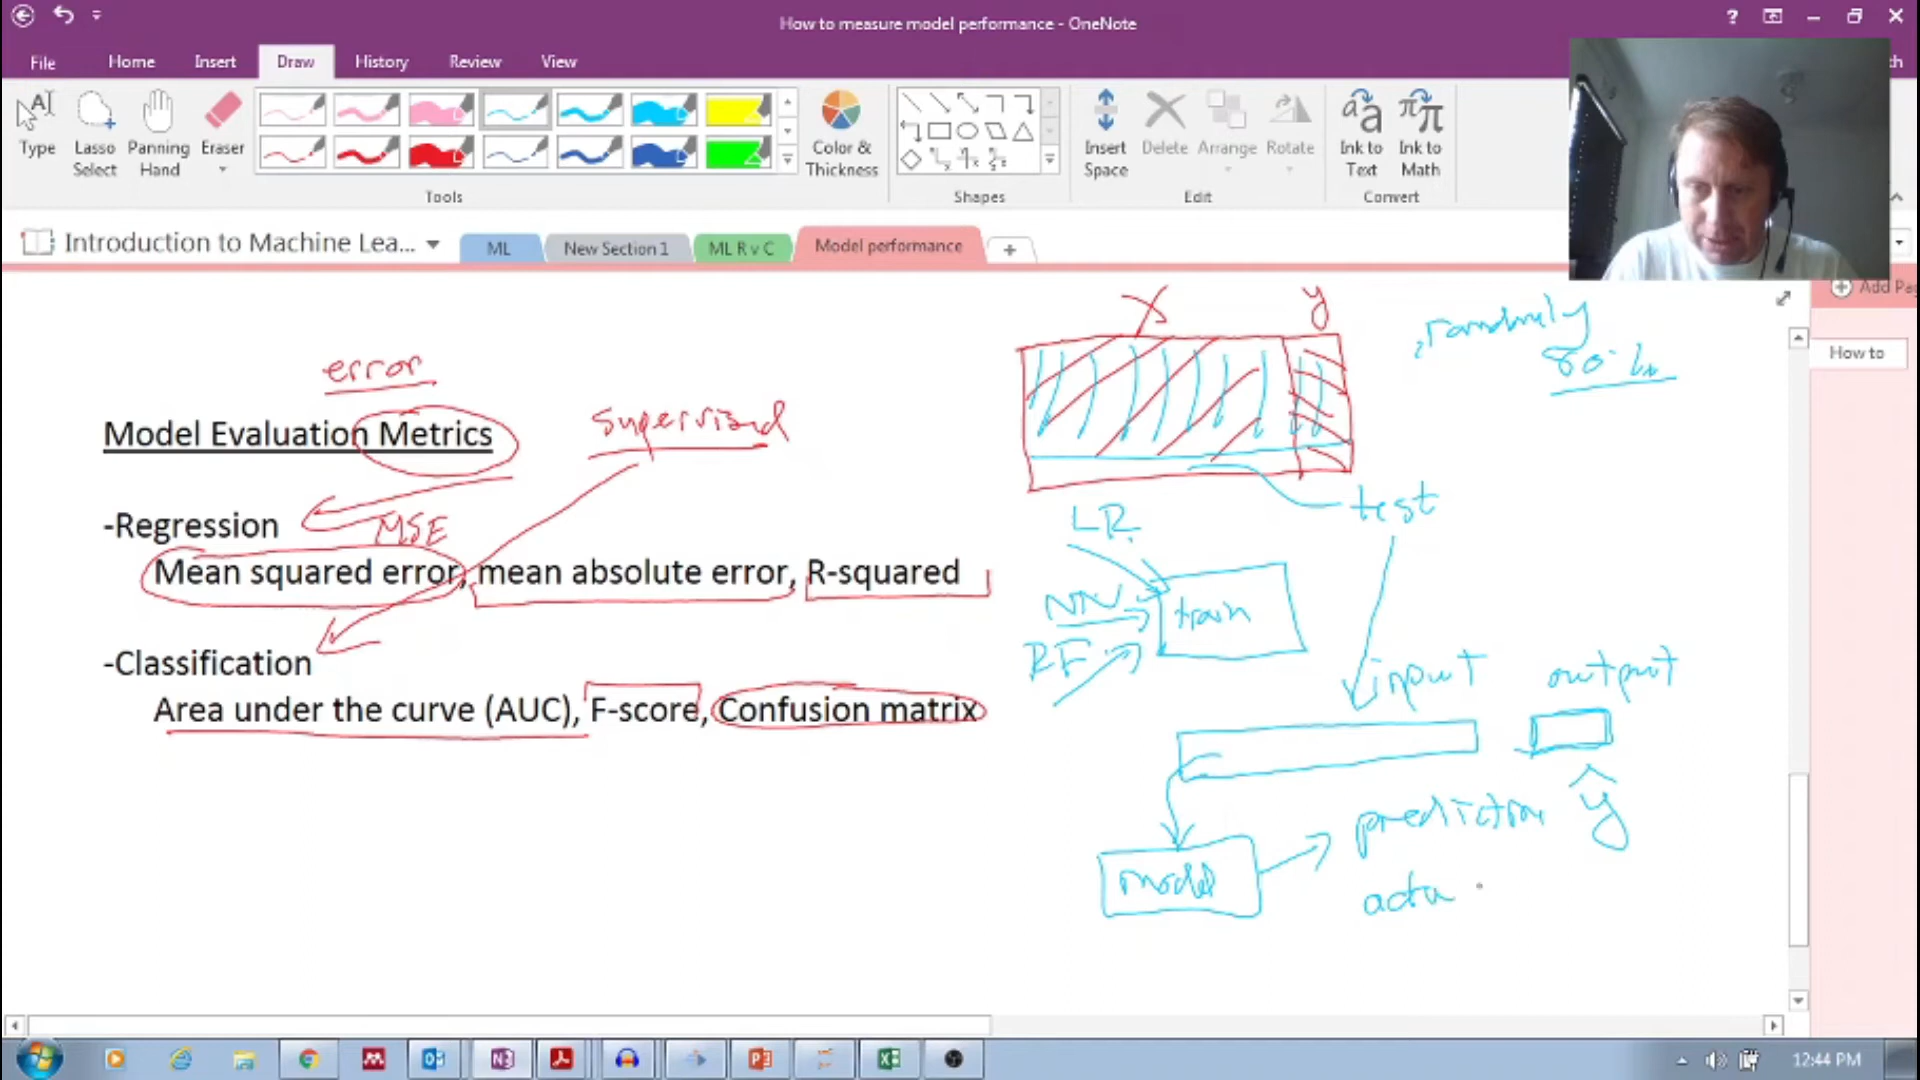 How to measure model performance - OneNote
File Home Insert Draw History Review View
Type
Lasso Select
Panning Hand
Eraser
Color & Thickness
Insert Space
Delete
Arrange
Rotate
Ink to Text
Ink to Math
Tools
Shapes
Edit
Convert
Introduction to Machine Lea...
ML
New Section 1
ML R v C
Model performance
Add Pag
How to
error
Model Evaluation Metrics
supervised
-Regression
MSE
Mean squared error, mean absolute error, R-squared
-Classification
Area under the curve (AUC), F-score, Confusion matrix
X y
randomly
80%
test
LR
NN
RF
train
input output
prediction ŷ
model
actu
12:44 PM